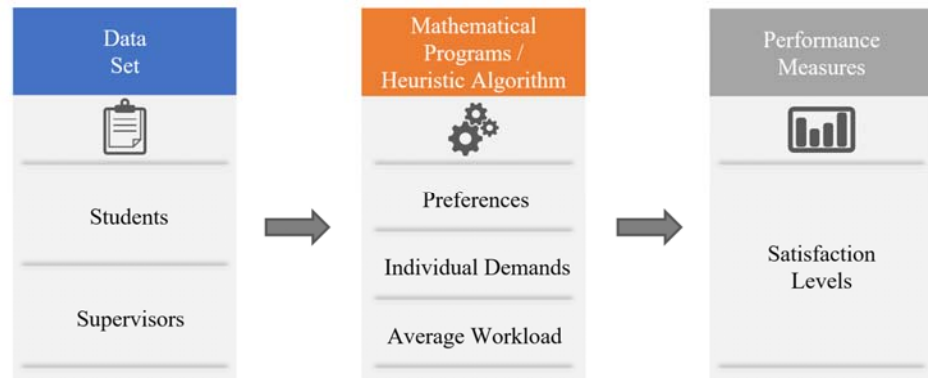 Data
Set
Students
Supervisors
Mathematical
Programs /
Heuristic Algorithm
Preferences
Individual Demands
Average Workload
Performance
Measures
Satisfaction
Levels